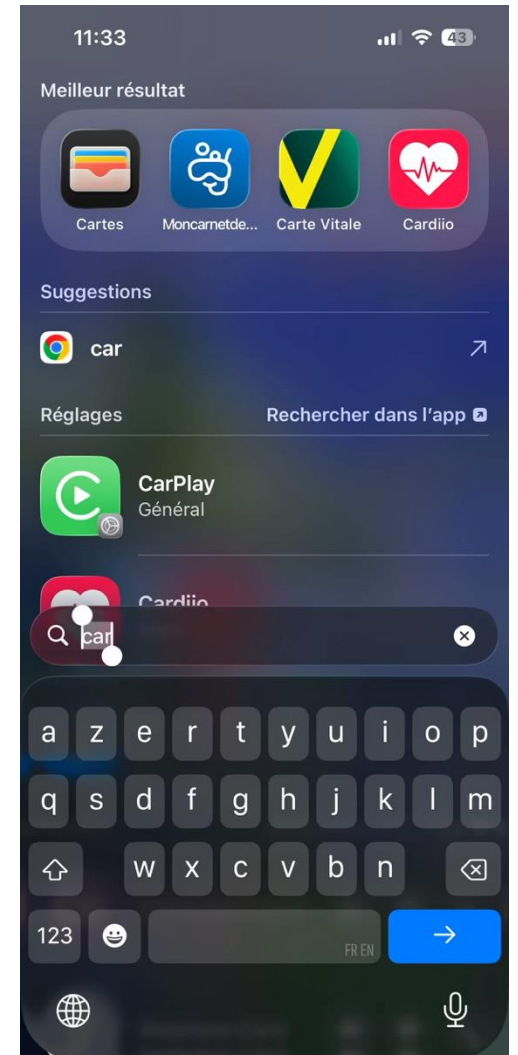 11:33
43
Meilleur résultat
Cartes
Moncarnetde...
Carte Vitale
Cardiio
Suggestions
car
Réglages
Rechercher dans l'app
CarPlay
Général
Cardiio
car
a z e r t y u i o p
q s d f g h j k l m
w x c v b n
123
FR EN